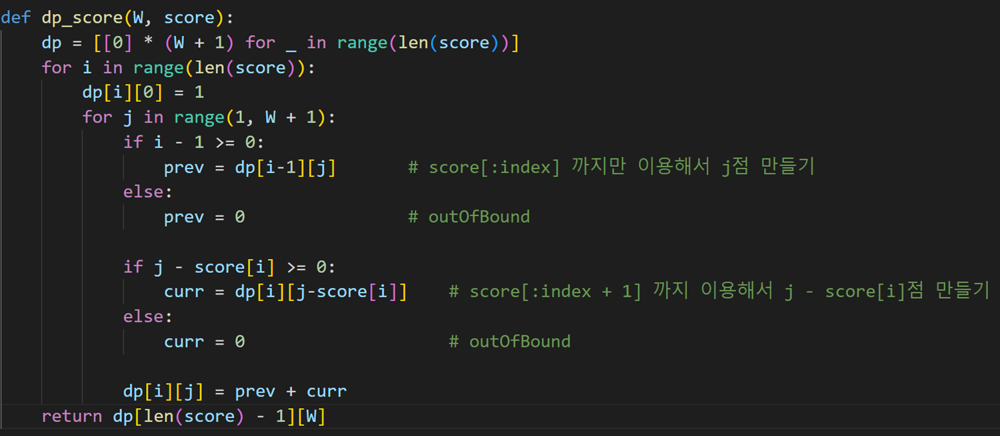 def dp_score(W, score):
    dp = [[0] * (W + 1) for _ in range(len(score))]
    for i in range(len(score)):
        dp[i][0] = 1
        for j in range(1, W + 1):
            if i - 1 >= 0:
                prev = dp[i-1][j]       # score[:index] 까지만 이용해서 j점 만들기
            else:
                prev = 0                # outOfBound

            if j - score[i] >= 0:
                curr = dp[i][j-score[i]]    # score[:index + 1] 까지 이용해서 j - score[i]점 만들기
            else:
                curr = 0                    # outOfBound

            dp[i][j] = prev + curr
    return dp[len(score) - 1][W]